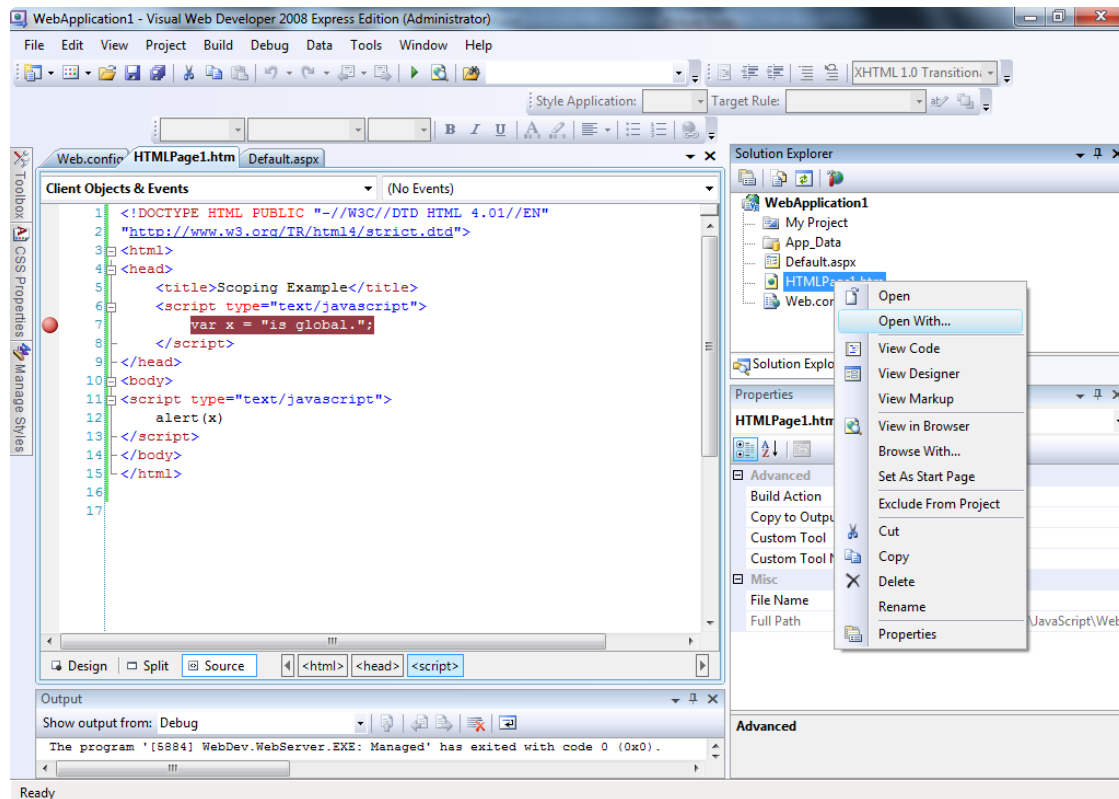 WebApplication1 - Visual Web Developer 2008 Express Edition (Administrator)
File Edit View Project Build Debug Data Tools Window Help
XHTML 1.0 Transition
Style Application: Target Rule:
B I U
Toolbox
CSS Properties
Manage Styles
Web.config HTMLPage1.htm Default.aspx
Client Objects & Events (No Events)
1 <!DOCTYPE HTML PUBLIC "-//W3C//DTD HTML 4.01//EN"
2 "http://www.w3.org/TR/html4/strict.dtd">
3 <html>
4 <head>
5 <title>Scoping Example</title>
6 <script type="text/javascript">
7 var x = "is global.";
8 </script>
9 </head>
10 <body>
11 <script type="text/javascript">
12 alert(x)
13 </script>
14 </body>
15 </html>
16
17
Design Split Source <html> <head> <script>
Output
Show output from: Debug
The program '[5884] WebDev.WebServer.EXE: Managed' has exited with code 0 (0x0).
Ready
Solution Explorer
WebApplication1
My Project
App_Data
Default.aspx
HTMLPage1.htm
Web.con
Solution Explo
Open
Open With...
View Code
View Designer
View Markup
View in Browser
Browse With...
Set As Start Page
Exclude From Project
Cut
Copy
Delete
Rename
Properties
Properties
HTMLPage1.htm
Advanced
Build Action
Copy to Outpu
Custom Tool
Custom Tool N
Misc
File Name
Full Path \JavaScript\Web
Advanced